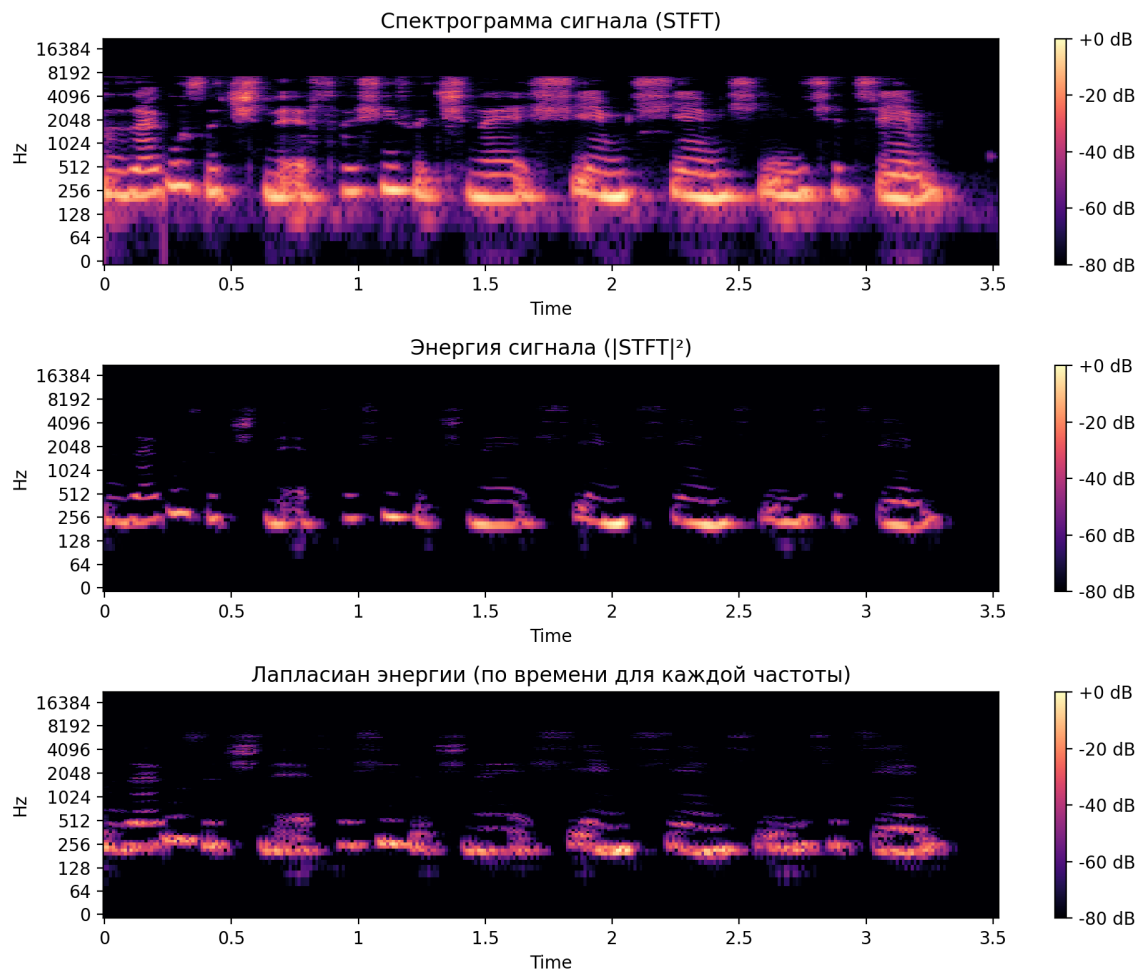 Спектрограмма сигнала (STFT)
16384
8192
4096
2048
1024
512
256
128
64
0
Hz
0
0.5
1
1.5
2
2.5
3
3.5
Time
+0 dB
-20 dB
-40 dB
-60 dB
-80 dB
Энергия сигнала (|STFT|²)
16384
8192
4096
2048
1024
512
256
128
64
0
Hz
0
0.5
1
1.5
2
2.5
3
3.5
Time
+0 dB
-20 dB
-40 dB
-60 dB
-80 dB
Лапласиан энергии (по времени для каждой частоты)
16384
8192
4096
2048
1024
512
256
128
64
0
Hz
0
0.5
1
1.5
2
2.5
3
3.5
Time
+0 dB
-20 dB
-40 dB
-60 dB
-80 dB